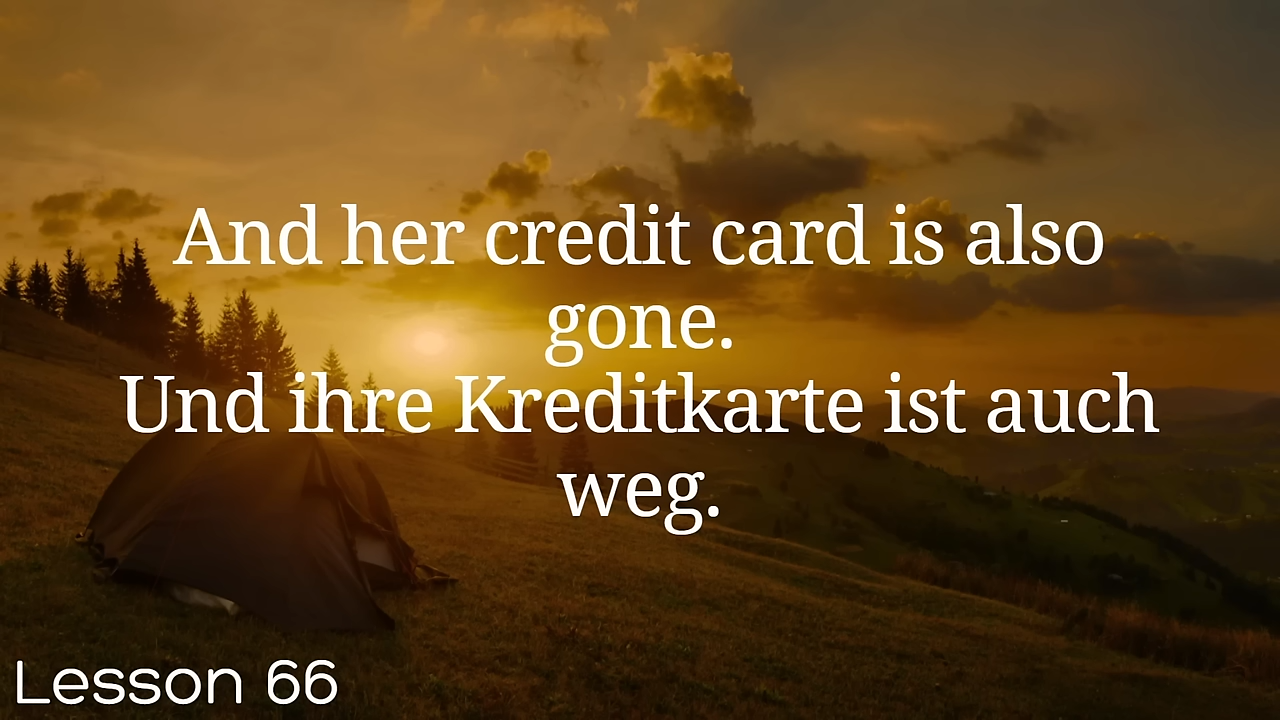 And her credit card is also
gone.
Und ihre Kreditkarte ist auch
weg.
Lesson 66